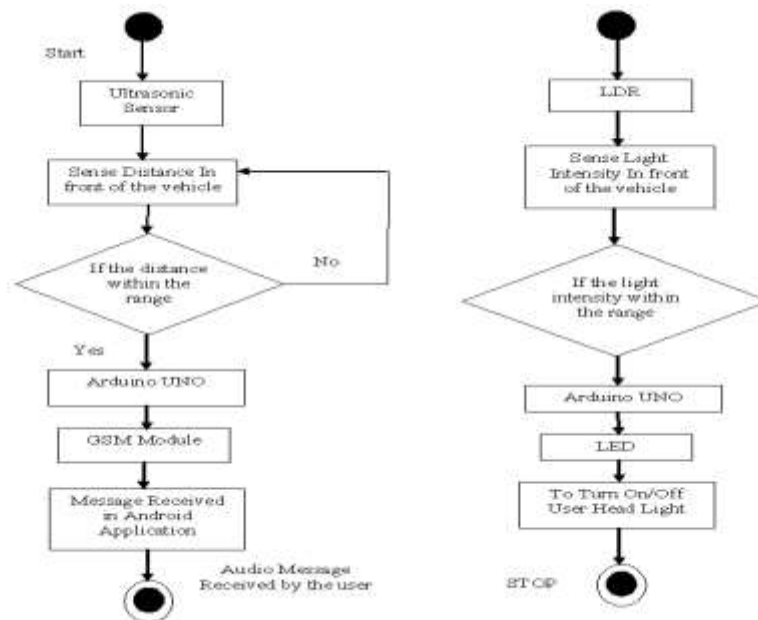 Start
Ultrasonic
Sensor
Sense Distance In
front of the vehicle
If the distance
within the
range
No
Yes
Arduino UNO
GSM Module
Message Received
in Android
Application
Audio Message
Received by the user
LDR
Sense Light
Intensity In front
of the vehicle
If the light
intensity within
the range
Arduino UNO
LED
To Turn On/Off
User Head Light
STOP